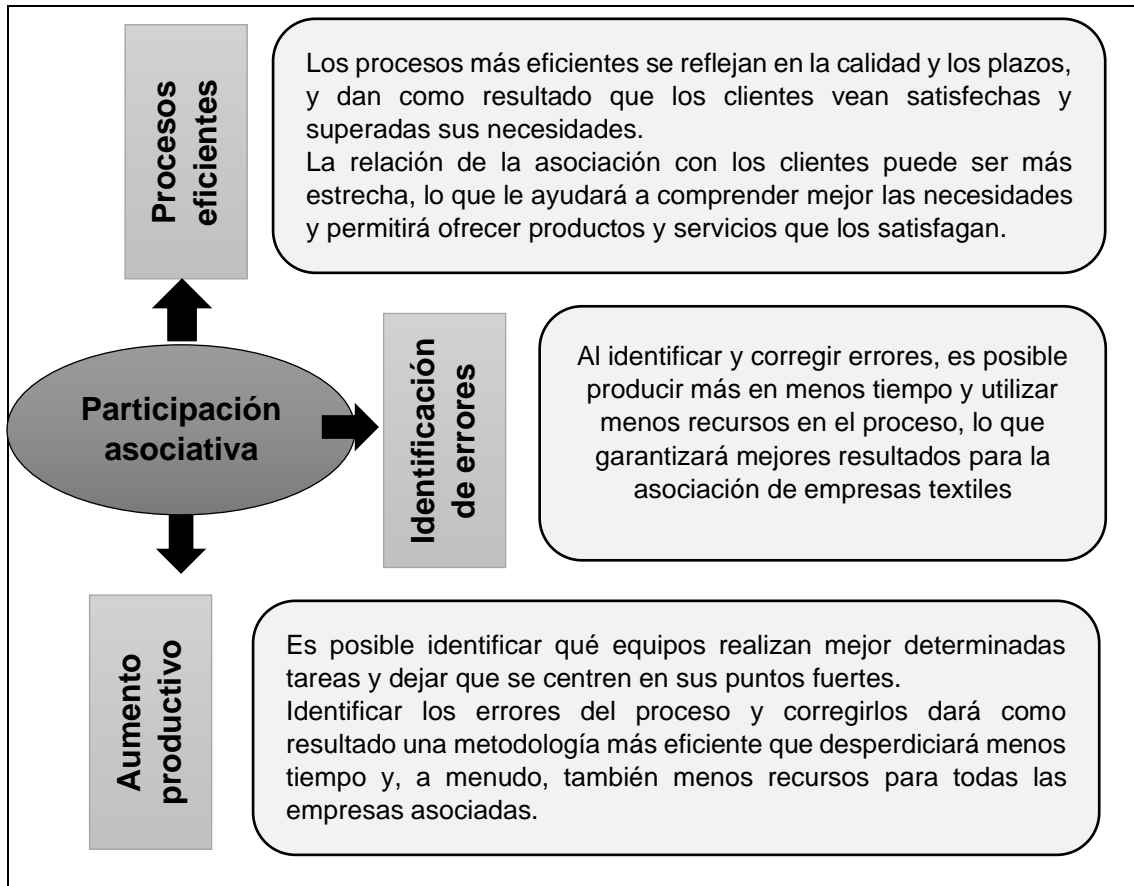 Procesos
eficientes
Los procesos más eficientes se reflejan en la calidad y los plazos,
y dan como resultado que los clientes vean satisfechas y
superadas sus necesidades.
La relación de la asociación con los clientes puede ser más
estrecha, lo que le ayudará a comprender mejor las necesidades
y permitirá ofrecer productos y servicios que los satisfagan.
Participación
asociativa
Identificación
de errores
Al identificar y corregir errores, es posible
producir más en menos tiempo y utilizar
menos recursos en el proceso, lo que
garantizará mejores resultados para la
asociación de empresas textiles
Aumento
productivo
Es posible identificar qué equipos realizan mejor determinadas
tareas y dejar que se centren en sus puntos fuertes.
Identificar los errores del proceso y corregirlos dará como
resultado una metodología más eficiente que desperdiciará menos
tiempo y, a menudo, también menos recursos para todas las
empresas asociadas.